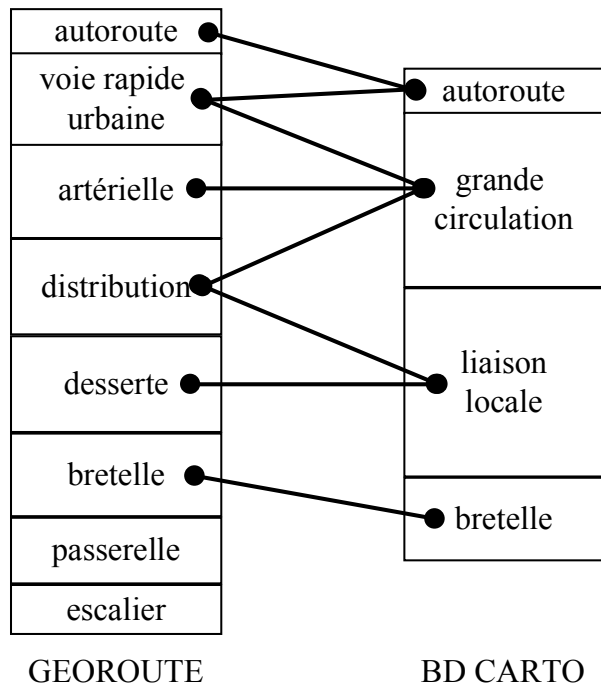 autoroute
voie rapide
urbaine
artérielle
distribution
desserte
bretelle
passerelle
escalier
GEOROUTE
autoroute
grande
circulation
liaison
locale
bretelle
BD CARTO